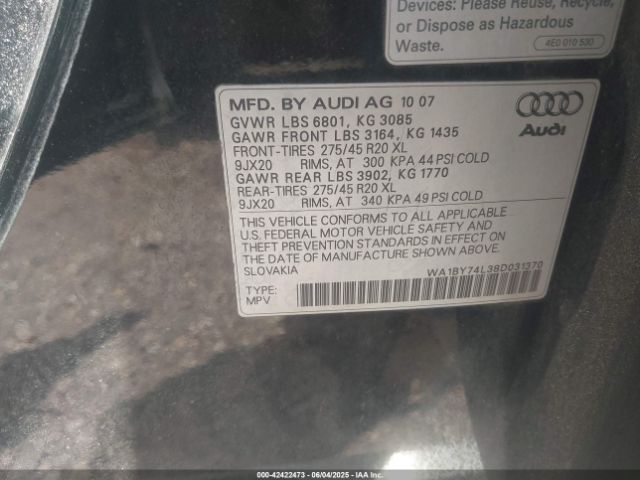 Devices: Please Reuse, Recycle,
or Dispose as Hazardous
Waste.
4E0 010 530
MFD. BY AUDI AG 10 07
GVWR LBS 6801, KG 3085
GAWR FRONT LBS 3164, KG 1435
FRONT-TIRES 275/45 R20 XL
9JX20 RIMS, AT 300 KPA 44 PSI COLD
GAWR REAR LBS 3902, KG 1770
REAR-TIRES 275/45 R20 XL
9JX20 RIMS, AT 340 KPA 49 PSI COLD
Audi
THIS VEHICLE CONFORMS TO ALL APPLICABLE
U.S. FEDERAL MOTOR VEHICLE SAFETY AND
THEFT PREVENTION STANDARDS IN EFFECT ON
THE DATE OF MANUFACTURE SHOWN ABOVE.
SLOVAKIA
WA1BY74L38D031370
TYPE:
MPV
000-42422473 - 06/04/2025 - IAA Inc.